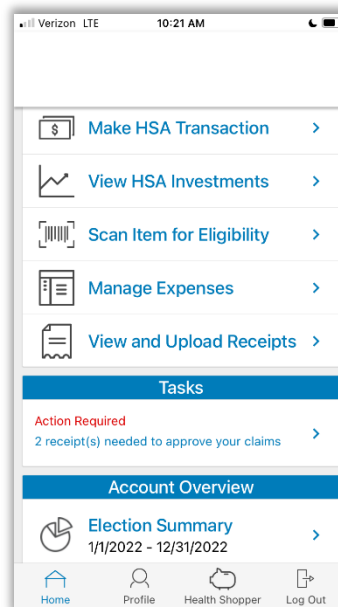 Verizon LTE 10:21 AM
$ Make HSA Transaction
View HSA Investments
Scan Item for Eligibility
Manage Expenses
View and Upload Receipts
Tasks
Action Required
2 receipt(s) needed to approve your claims
Account Overview
Election Summary
1/1/2022 - 12/31/2022
Home Profile Health Shopper Log Out